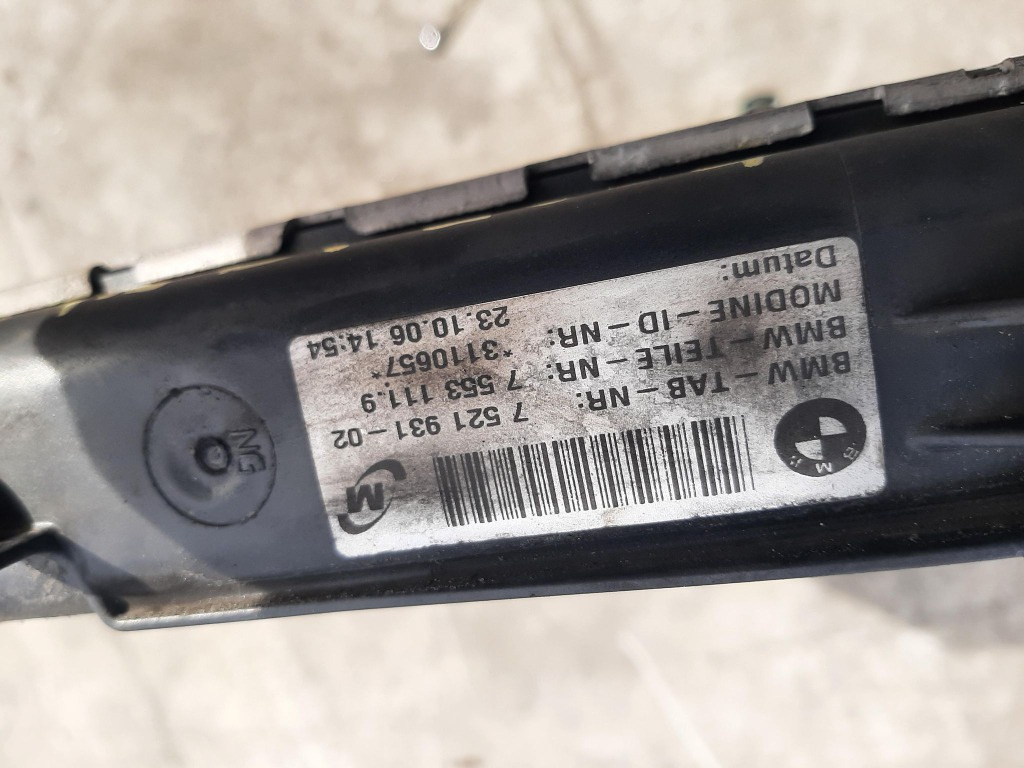 BMW
BMW-TAB-NR: 7 521 931-02
BMW-TEILE-NR: 7 553 111.9
MODINE-ID-NR: *3110657*
Datum: 23.10.06 14:54
M
NG